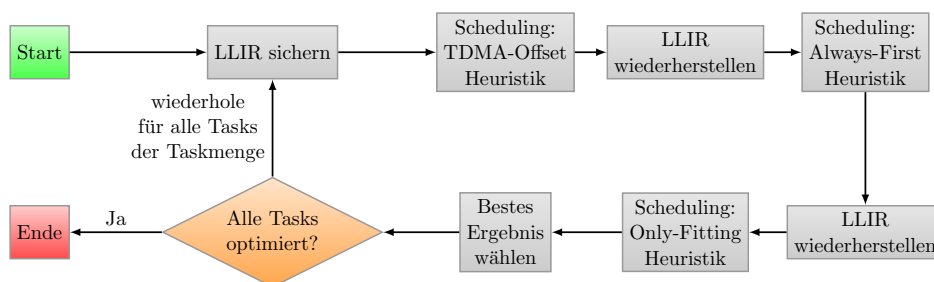 Start
LLIR sichern
Scheduling:
TDMA-Offset
Heuristik
LLIR
wiederherstellen
Scheduling:
Always-First
Heuristik
wiederhole
für alle Tasks
der Taskmenge
Ende
Ja
Alle Tasks
optimiert?
Bestes
Ergebnis
wählen
Scheduling:
Only-Fitting
Heuristik
LLIR
wiederherstellen